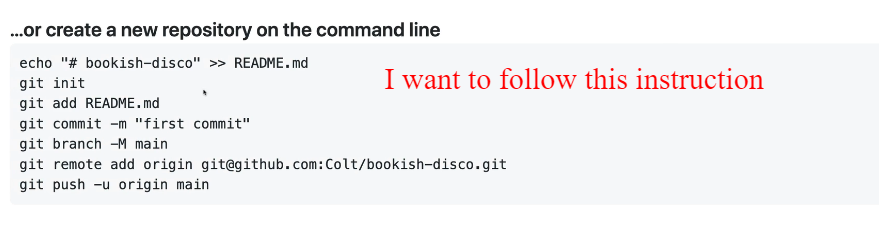 ...or create a new repository on the command line
echo "# bookish-disco" >> README.md
git init
I want to follow this instruction
git add README.md
git commit -m "first commit"
git branch -M main
git remote add origin git@github.com:Colt/bookish-disco.git
git push -u origin main